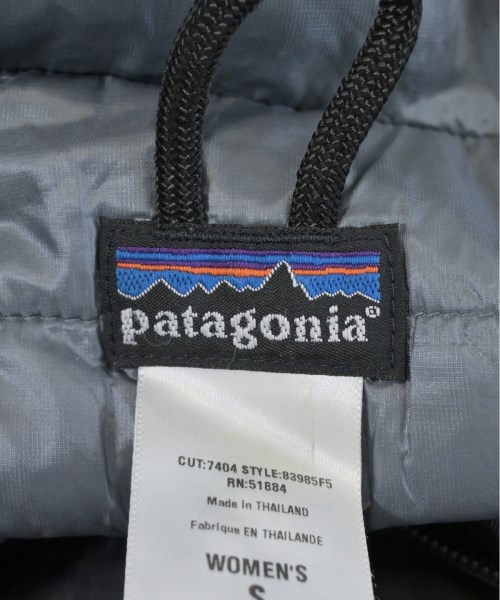 patagonia®
CUT:7404 STYLE:83985F5
RN:51884
Made in THAILAND
Fabrique EN THAILANDE
WOMEN'S
S